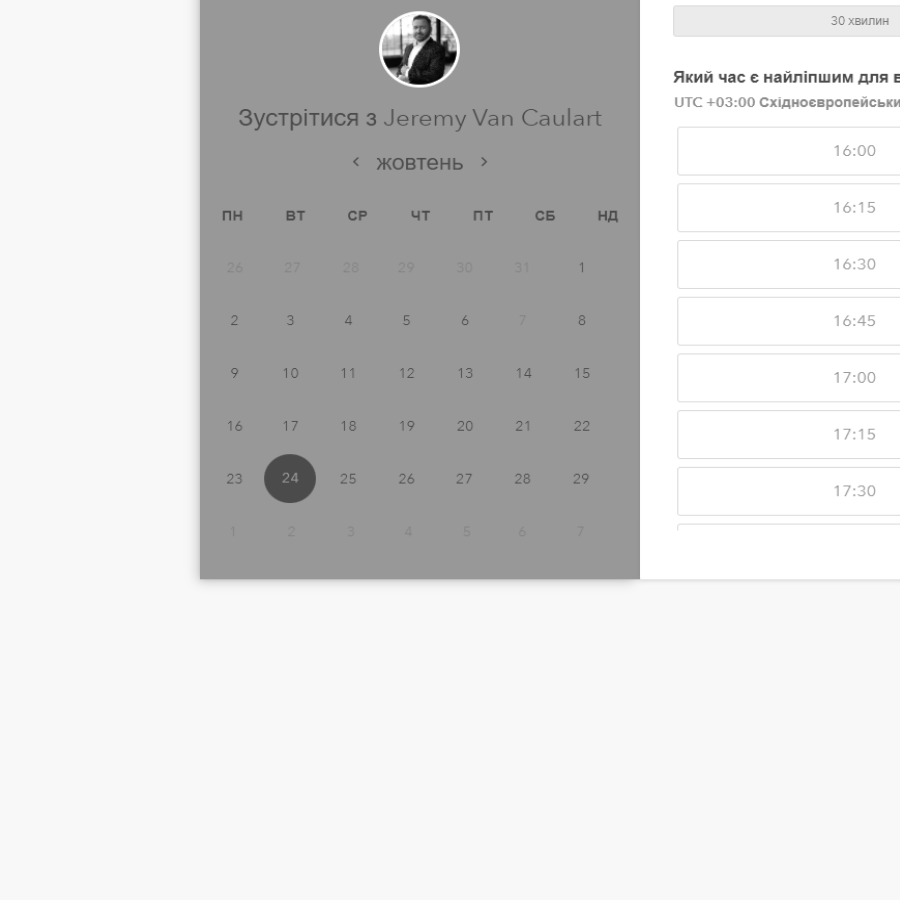 Зустрітися з Jeremy Van Caulart
жовтень
ПН ВТ СР ЧТ ПТ СБ НД
26 27 28 29 30 31 1
2 3 4 5 6 7 8
9 10 11 12 13 14 15
16 17 18 19 20 21 22
23 24 25 26 27 28 29
1 2 3 4 5 6 7
30 хвилин
Який час є найліпшим для
UTC +03:00 Східноєвропейськи
16:00
16:15
16:30
16:45
17:00
17:15
17:30